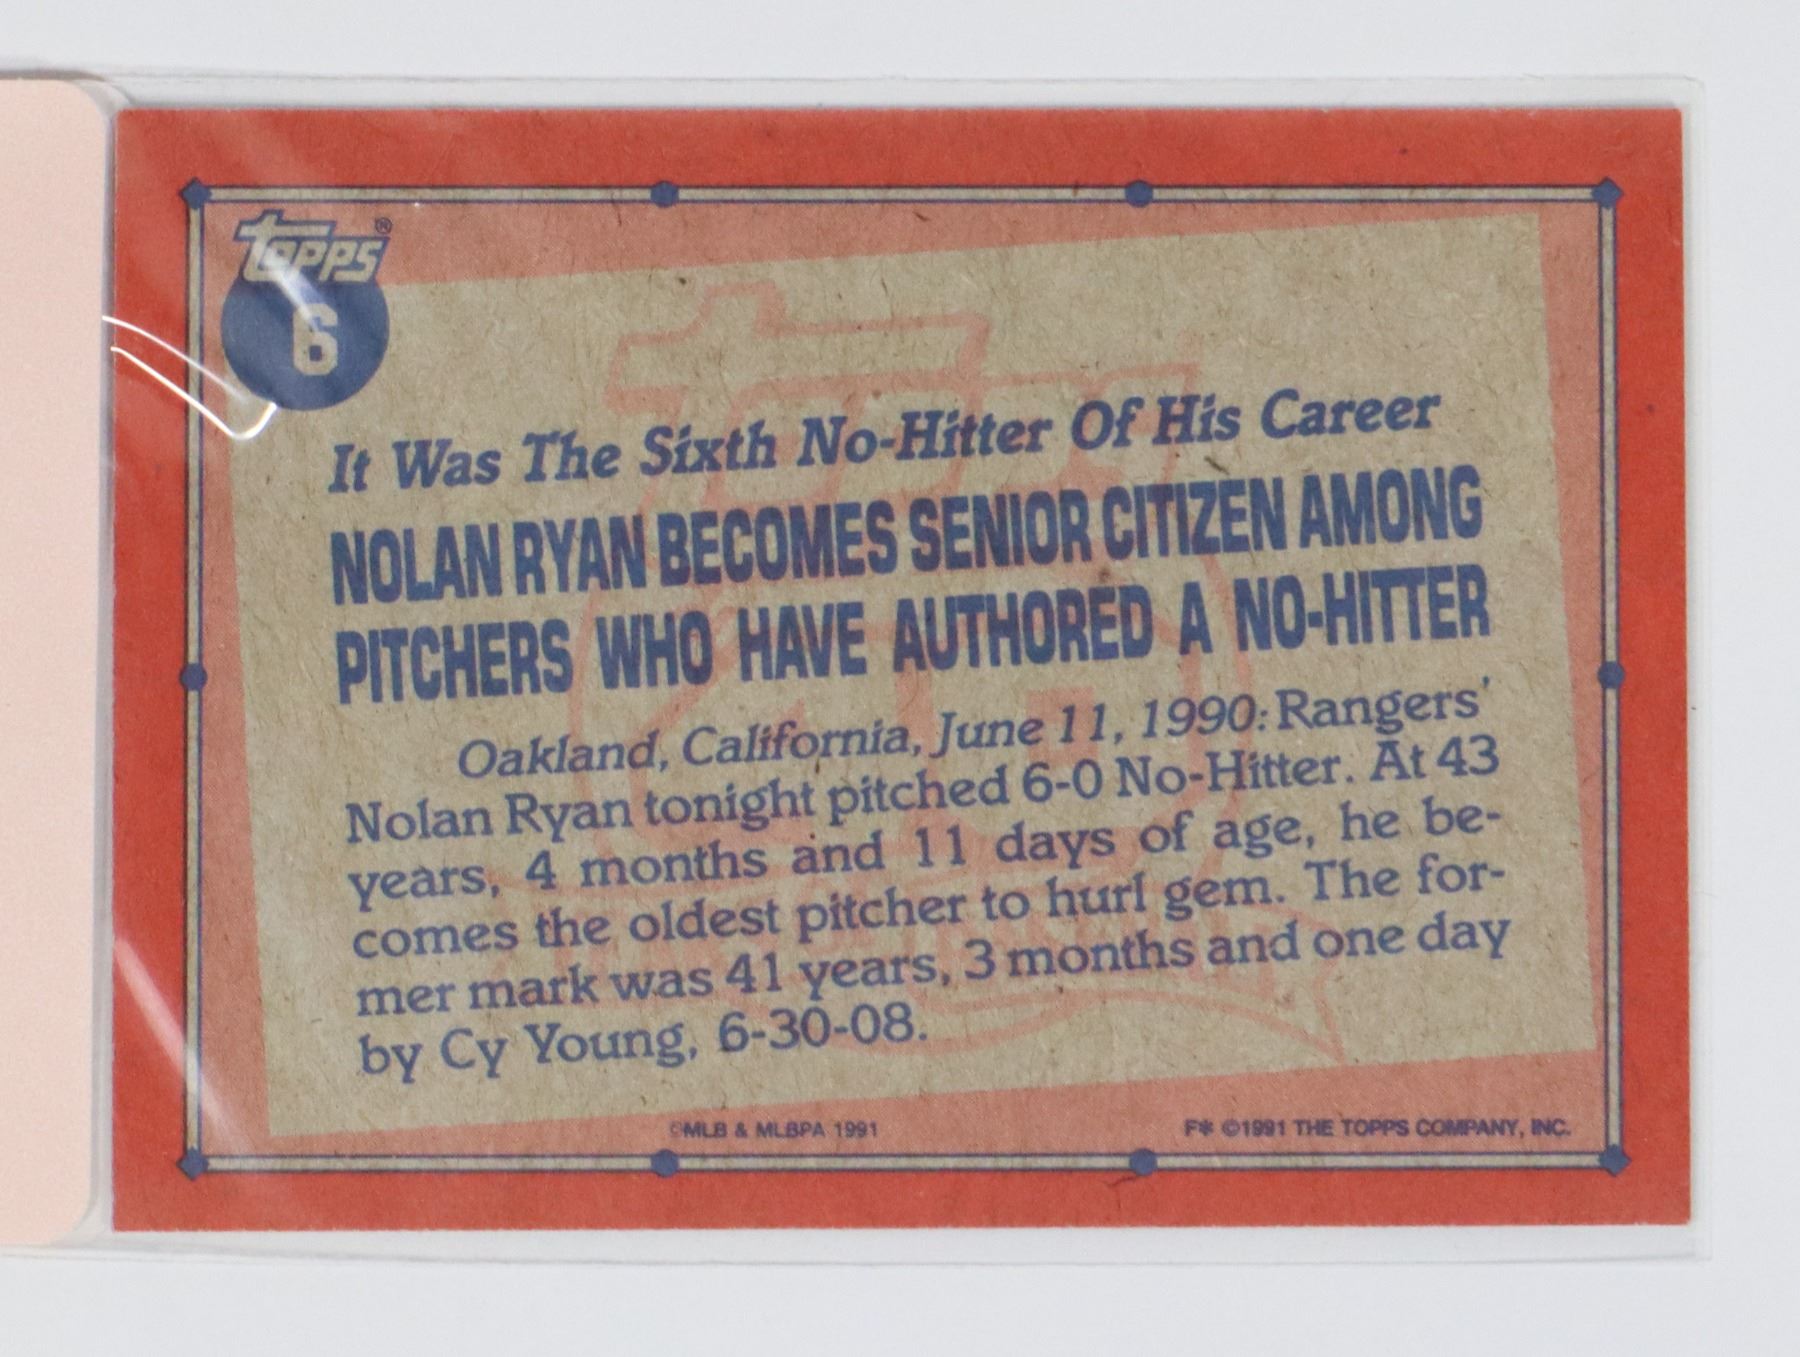 Topps®
6
It Was The Sixth No-Hitter Of His Career
NOLAN RYAN BECOMES SENIOR CITIZEN AMONG
PITCHERS WHO HAVE AUTHORED A NO-HITTER
Oakland, California, June 11, 1990: Rangers'
Nolan Ryan tonight pitched 6-0 No-Hitter. At 43
years, 4 months and 11 days of age, he be-
comes the oldest pitcher to hurl gem. The for-
mer mark was 41 years, 3 months and one day
by Cy Young, 6-30-08.
©MLB & MLBPA 1991
F* ©1991 THE TOPPS COMPANY, INC.